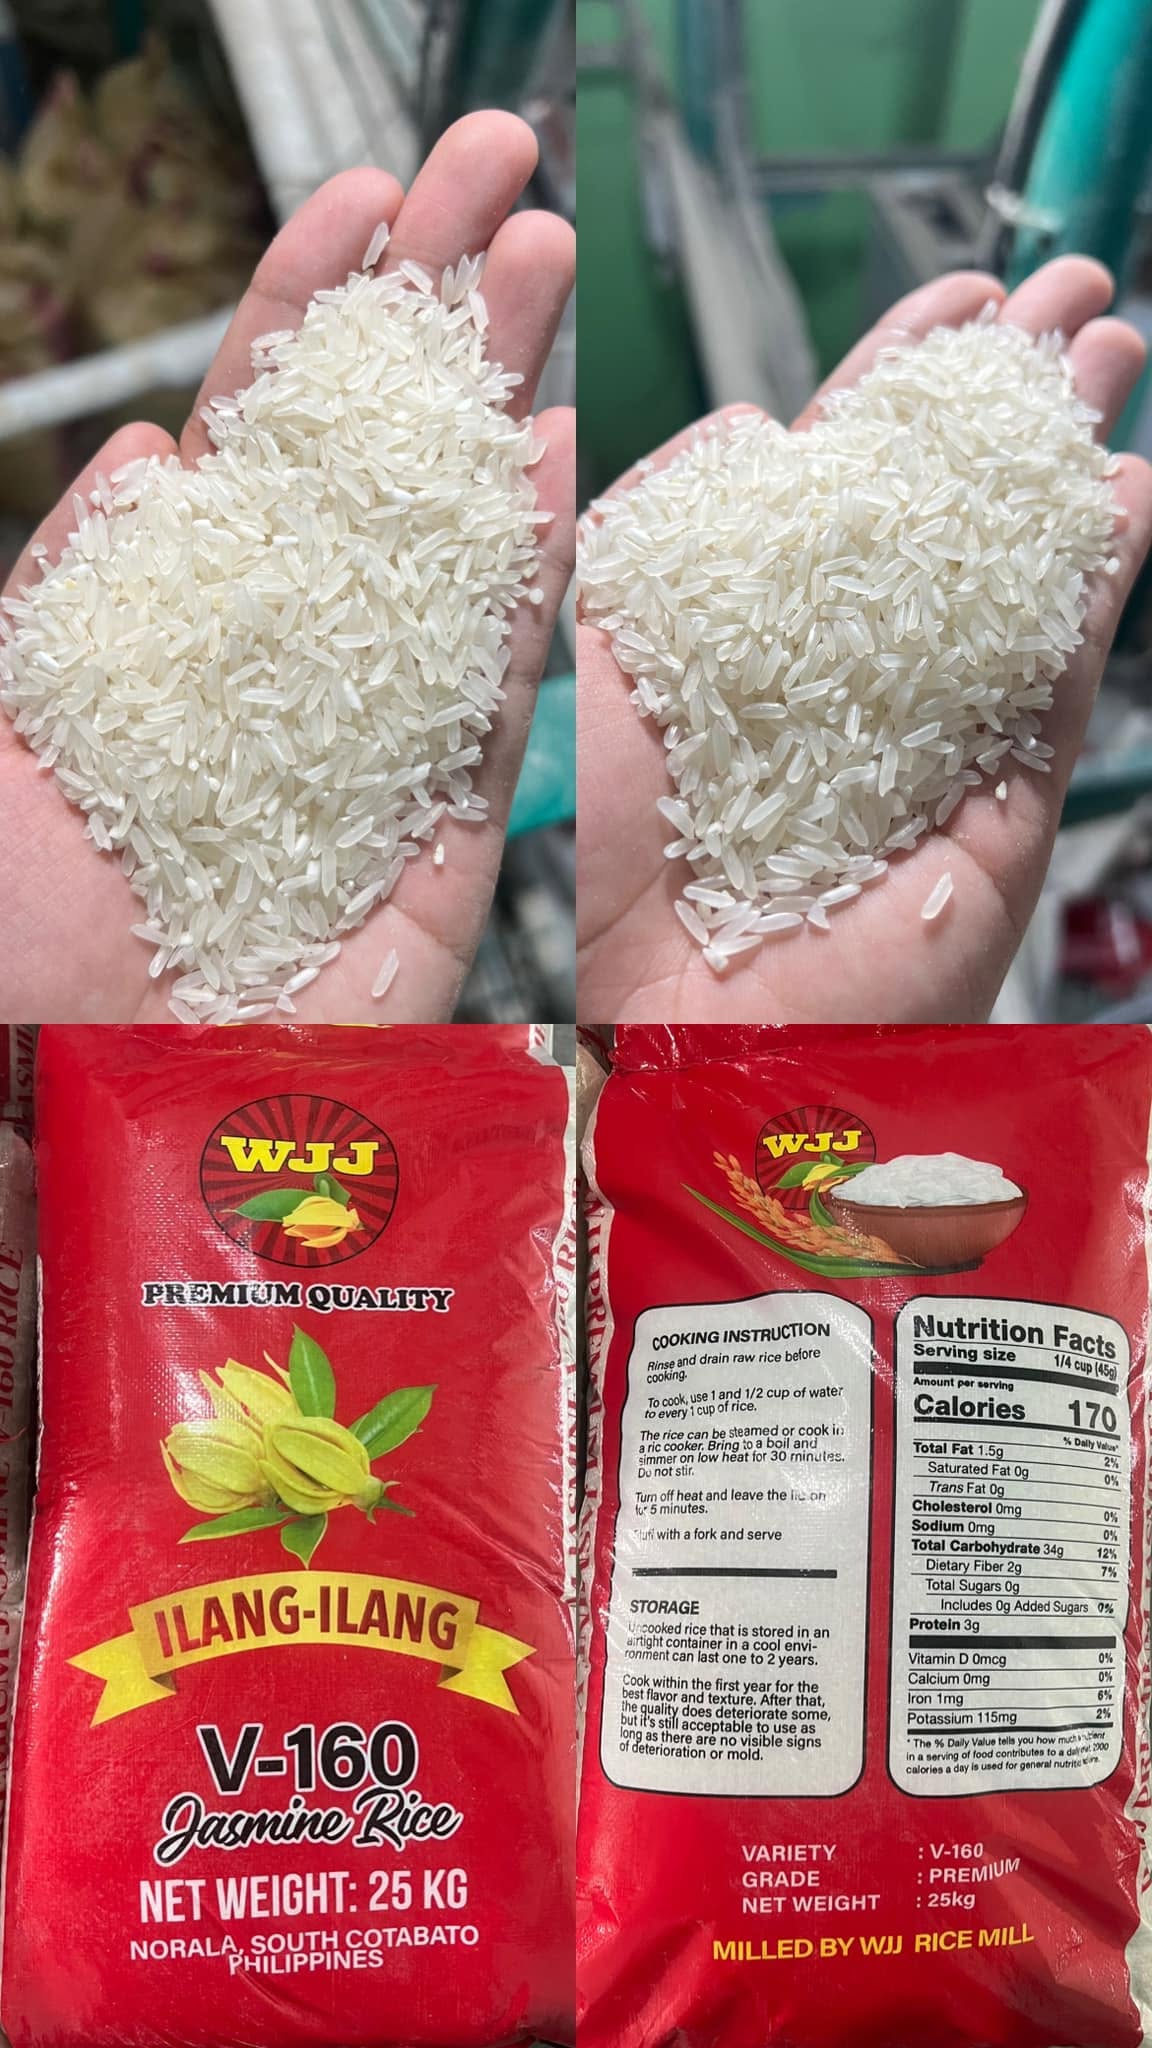 WJJ
PREMIUM QUALITY
ILANG-ILANG
V-160
Jasmine Rice
NET WEIGHT: 25 KG
NORALA, SOUTH COTABATO
PHILIPPINES
WJJ
COOKING INSTRUCTION
Rinse and drain raw rice before
cooking.
To cook, use 1 and 1/2 cup of water
to every 1 cup of rice.
The rice can be steamed or cook in
a ric cooker. Bring to a boil and
simmer on low heat for 30 minutes.
Do not stir.
Turn off heat and leave the lid on
for 5 minutes.
with a fork and serve
STORAGE
Uncooked rice that is stored in an
airtight container in a cool envi-
ronment can last one to 2 years.
Cook within the first year for the
best flavor and texture. After that,
the quality does deteriorate some,
but it's still acceptable to use as
long as there are no visible signs
of deterioration or mold.
Nutrition Facts
Serving size 1/4 cup (45g)
Amount per serving
Calories 170
% Daily Value*
Total Fat 1.5g 2%
Saturated Fat 0g 0%
Trans Fat 0g
Cholesterol 0mg 0%
Sodium 0mg 0%
Total Carbohydrate 34g 12%
Dietary Fiber 2g 7%
Total Sugars 0g
Includes 0g Added Sugars 0%
Protein 3g
Vitamin D 0mcg 0%
Calcium 0mg 0%
Iron 1mg 6%
Potassium 115mg 2%
* The % Daily Value tells you how much a nutrient
in a serving of food contributes to a daily diet. 2000
calories a day is used for general nutrition
VARIETY : V-160
GRADE : PREMIUM
NET WEIGHT : 25kg
MILLED BY WJJ RICE MILL